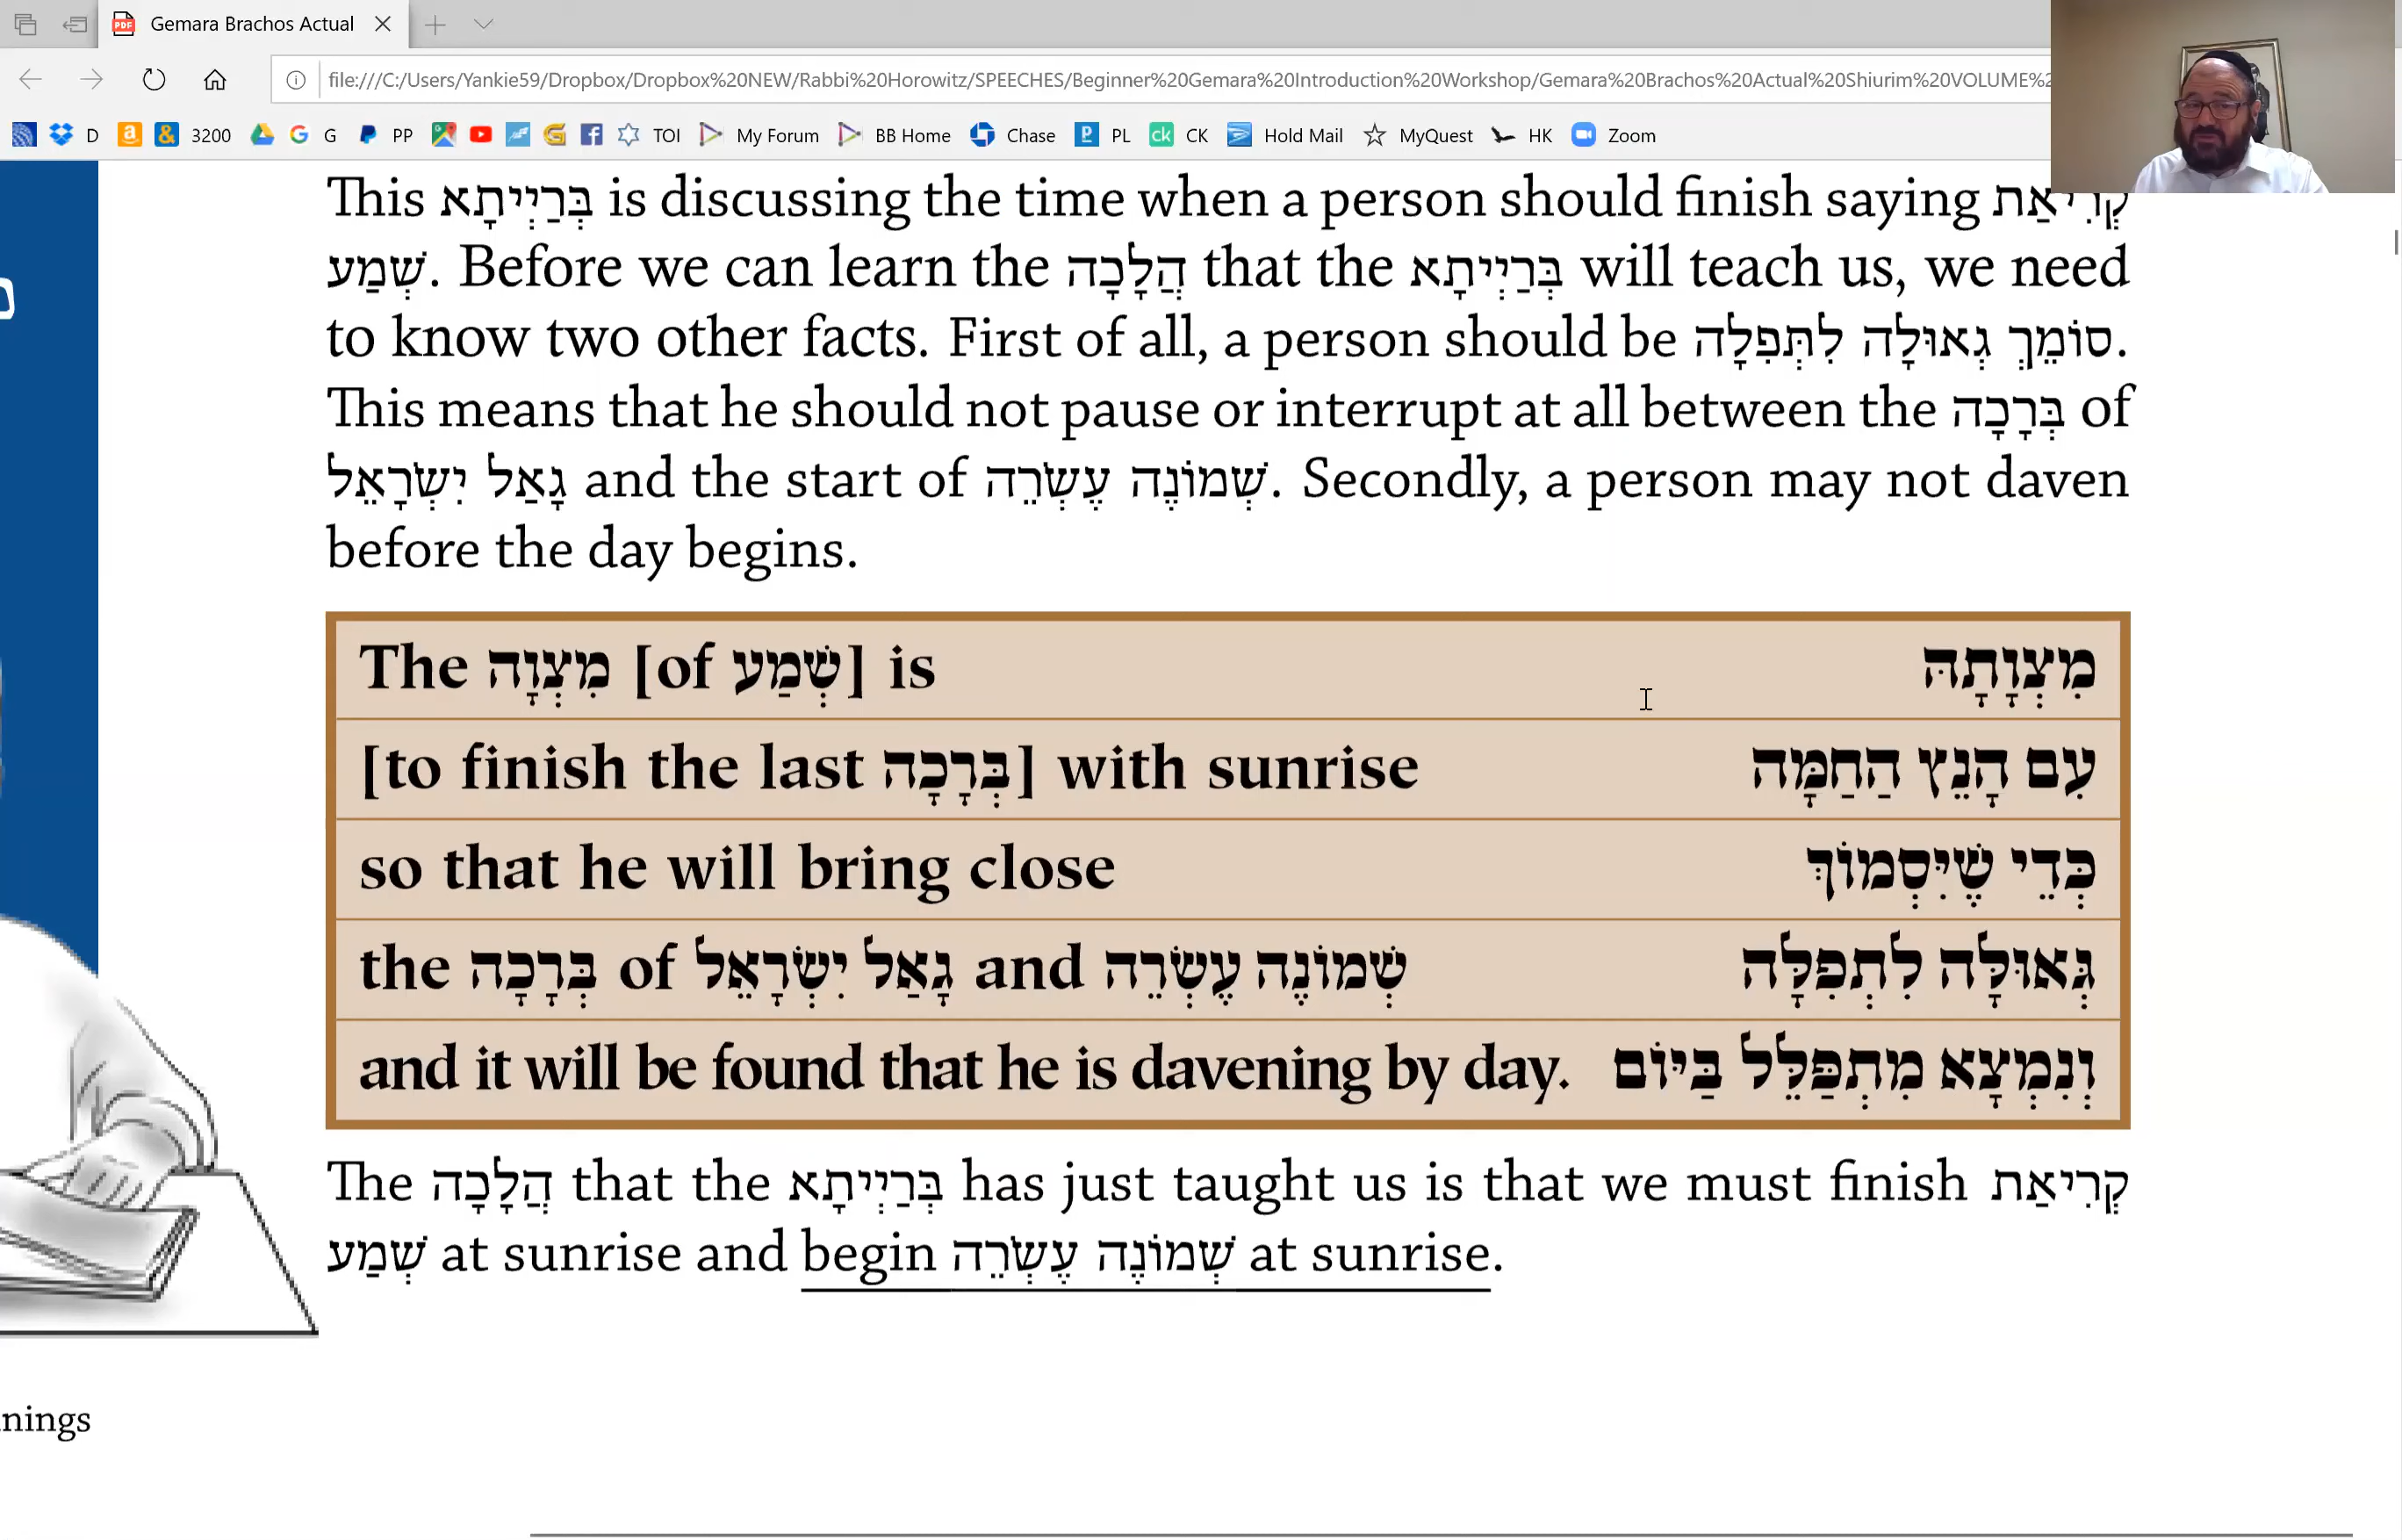 Gemara Brachos Actual
file:///C:/Users/Yankie59/Dropbox/Dropbox%20NEW/Rabbi%20Horowitz/SPEECHES/Beginner%20Gemara%20Introduction%20Workshop/Gemara%20Brachos%20Actual%20Shiurim%20VOLUME%2
D 3200 G PP TOI My Forum BB Home Chase PL CK Hold Mail MyQuest HK Zoom
This בְּרַיְיתָא is discussing the time when a person should finish saying קְרִיאַת
שְׁמַע. Before we can learn the הֲלָכָה that the בְּרַיְיתָא will teach us, we need
to know two other facts. First of all, a person should be סוֹמֵךְ גְאוּלָה לִתְּפִלָה.
This means that he should not pause or interrupt at all between the בְּרָכָה of
גָאַל יִשְׂרָאֵל and the start of שְׁמוֹנֶה עֶשְׂרֵה. Secondly, a person may not daven
before the day begins.
The מִצְוָה [of שְׁמַע] is מִצְוָתָהּ
[to finish the last בְּרָכָה] with sunrise עִם הָנֵץ הַחַמָּה
so that he will bring close כְּדֵי שֶׁיִּסְמוֹךְ
the בְּרָכָה of גָאַל יִשְׂרָאֵל and שְׁמוֹנֶה עֶשְׂרֵה גְּאוּלָּה לִתְפִלָּה
and it will be found that he is davening by day. וְנִמְצָא מִתְפַּלֵּל בַּיּוֹם
The הֲלָכָה that the בְּרַיְיתָא has just taught us is that we must finish קְרִיאַת
שְׁמַע at sunrise and begin שְׁמוֹנֶה עֶשְׂרֵה at sunrise.
nings